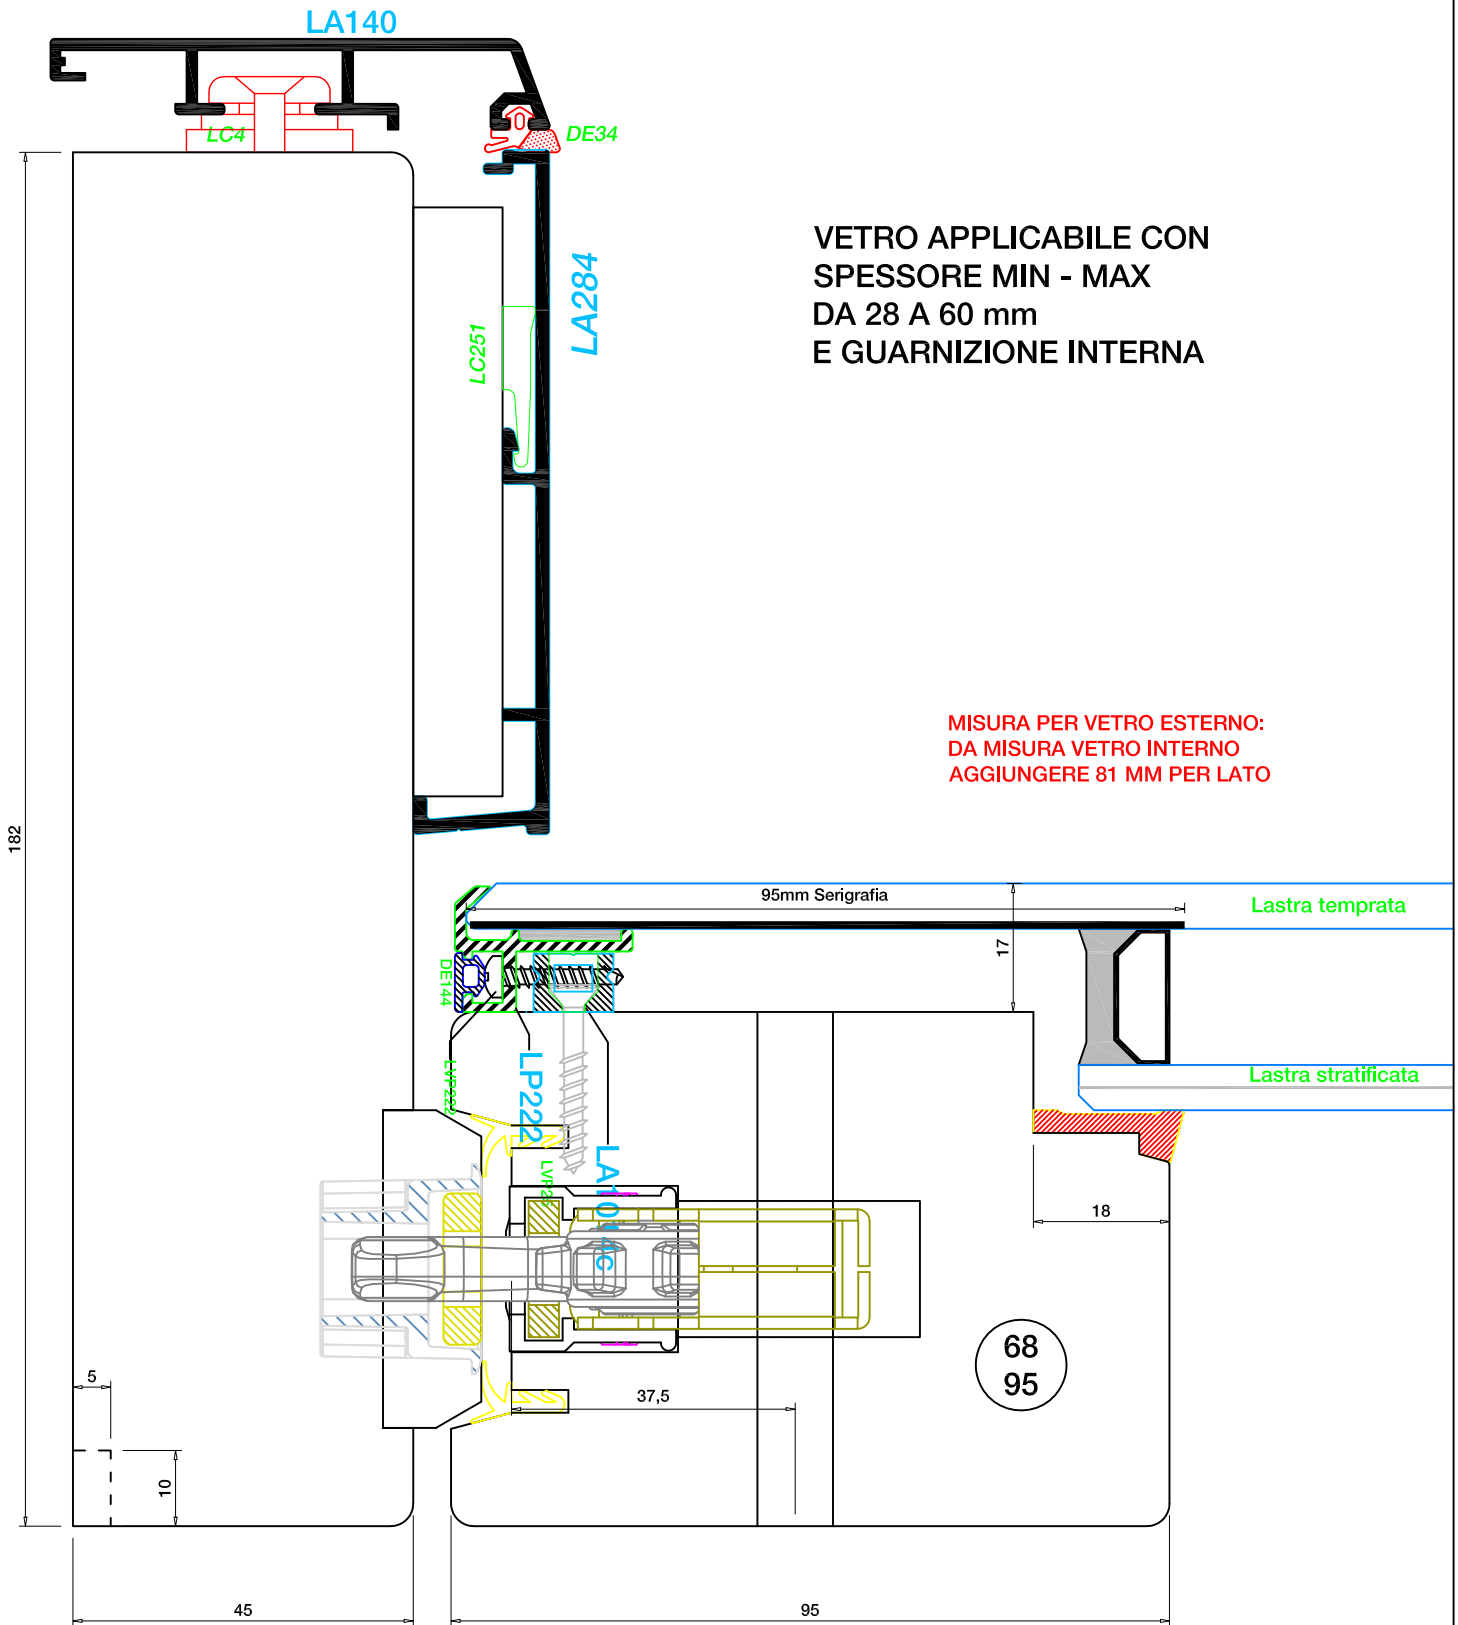 LA140
LC4
DE34
VETRO APPLICABILE CON
SPESSORE MIN - MAX
DA 28 A 60 mm
E GUARNIZIONE INTERNA
LA284
LC251
MISURA PER VETRO ESTERNO:
DA MISURA VETRO INTERNO
AGGIUNGERE 81 MM PER LATO
182
95mm Serigrafia
Lastra temprata
17
DE144
Lastra stratificata
LVP222
LP222
18
68
95
5
37,5
10
45
95